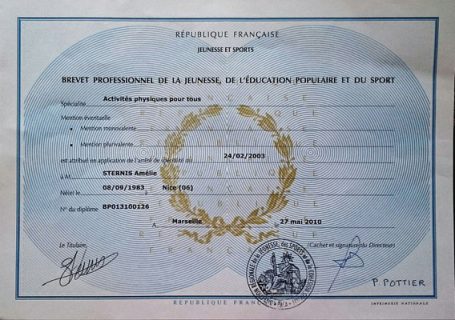 RÉPUBLIQUE FRANÇAISE
JEUNESSE ET SPORTS
BREVET PROFESSIONNEL DE LA JEUNESSE, DE L'ÉDUCATION POPULAIRE ET DU SPORT
Spécialité Activités physiques pour tous
Mention éventuelle
• Mention monovalente
• Mention plurivalente
est attribué en application de l'arrêté de identité du 24/02/2003
à M STERNIS Amélie
Né(e) le 08/09/1983 à Nice (06)
N° du diplôme BP013100126
A, Marseille 27 mai 2010
Le Titulaire, (Cachet et signature du Directeur)
P. POTTIER
RÉPUBLIQUE FRANÇAISE
IMPRIMERIE NATIONALE